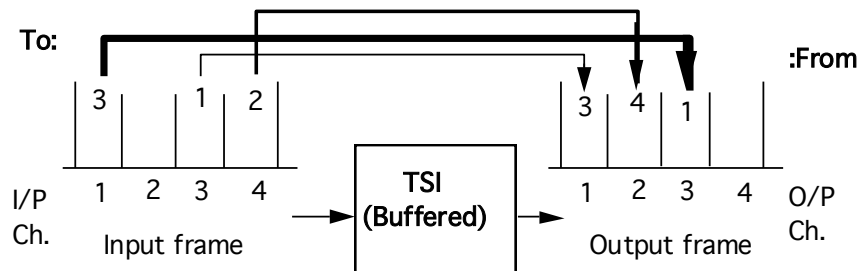 To:
:From
3 1 2
3 4 1
1 2 3 4
1 2 3 4
I/P
Ch.
TSI
(Buffered)
O/P
Ch.
Input frame
Output frame